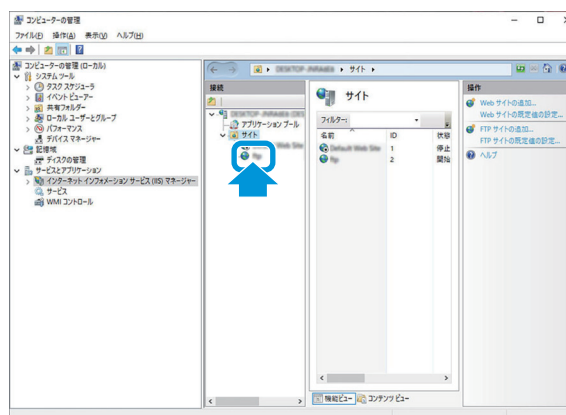 コンピューターの管理
ファイル(F) 操作(A) 表示(V) ヘルプ(H)
コンピューターの管理 (ローカル)
システム ツール
タスク スケジューラ
イベント ビューアー
共有フォルダー
ローカル ユーザーとグループ
パフォーマンス
デバイス マネージャー
記憶域
ディスクの管理
サービスとアプリケーション
インターネット インフォメーション サービス (IIS) マネージャー
サービス
WMI コントロール
サイト
接続
アプリケーション プール
サイト
ftp
サイト
フィルター:
名前 ID 状態
Default Web Site 1 停止
ftp 2 開始
機能ビュー コンテンツ ビュー
操作
Web サイトの追加...
Web サイトの既定値の設定...
FTP サイトの追加...
FTP サイトの既定値の設定...
ヘルプ